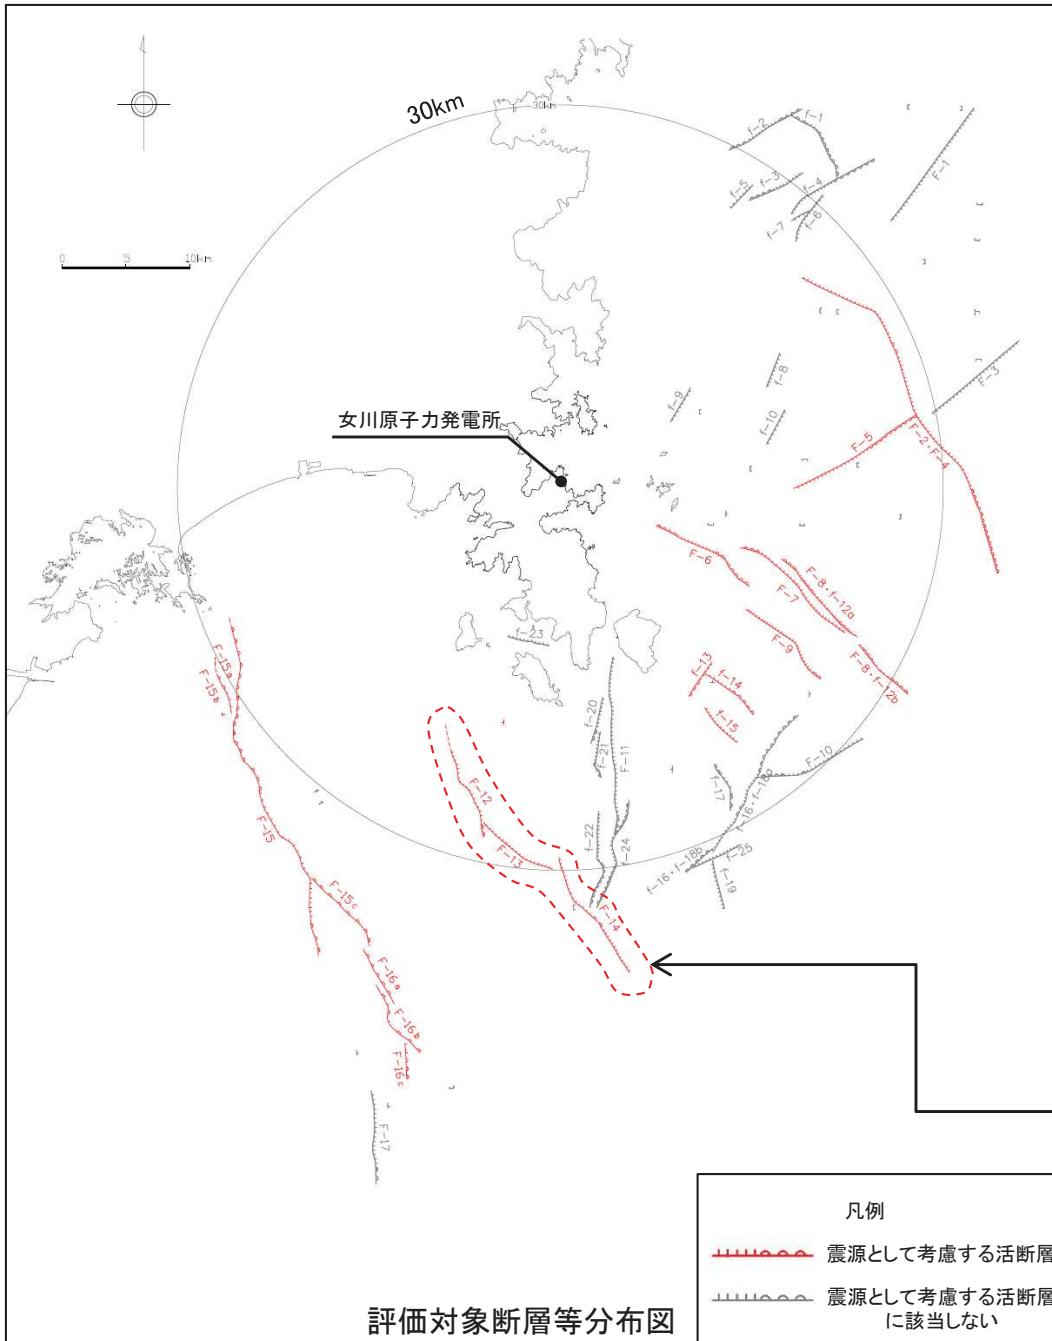 30km
30km
f-2
f-1
F-1
f-5
f-3
f-4
f-7
f-6
0 5 10km
F-3
f-8
f-9
f-10
女川原子力発電所
F-5
F-2・F-4
F-6
F-8・f-12a
F-7
f-23
F-9
F-8・f-12b
f-13
f-14
F-15a
F-15b
f-20
f-15
f-21
F-11
F-10
F-12
f-17
f-16・f-18a
F-15
f-22
f-24
F-13
f-25
f-16・f-18b
f-19
F-15c
F-14
F-16a
F-16b
F-16c
F-17
凡例
震源として考慮する活断層
震源として考慮する活断層
に該当しない
評価対象断層等分布図